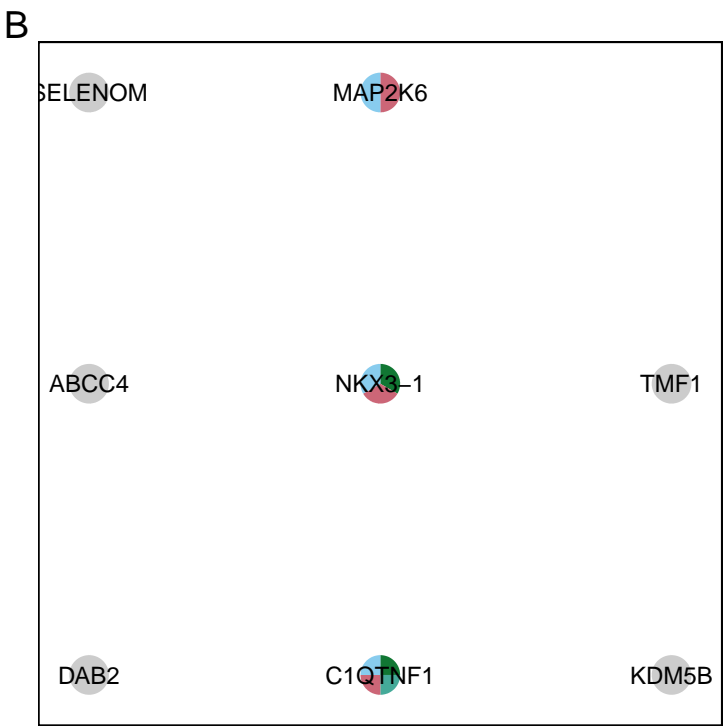 B
SELENOM MAP2K6
ABCC4 NKX3–1 TMF1
DAB2 C1QTNF1 KDM5B